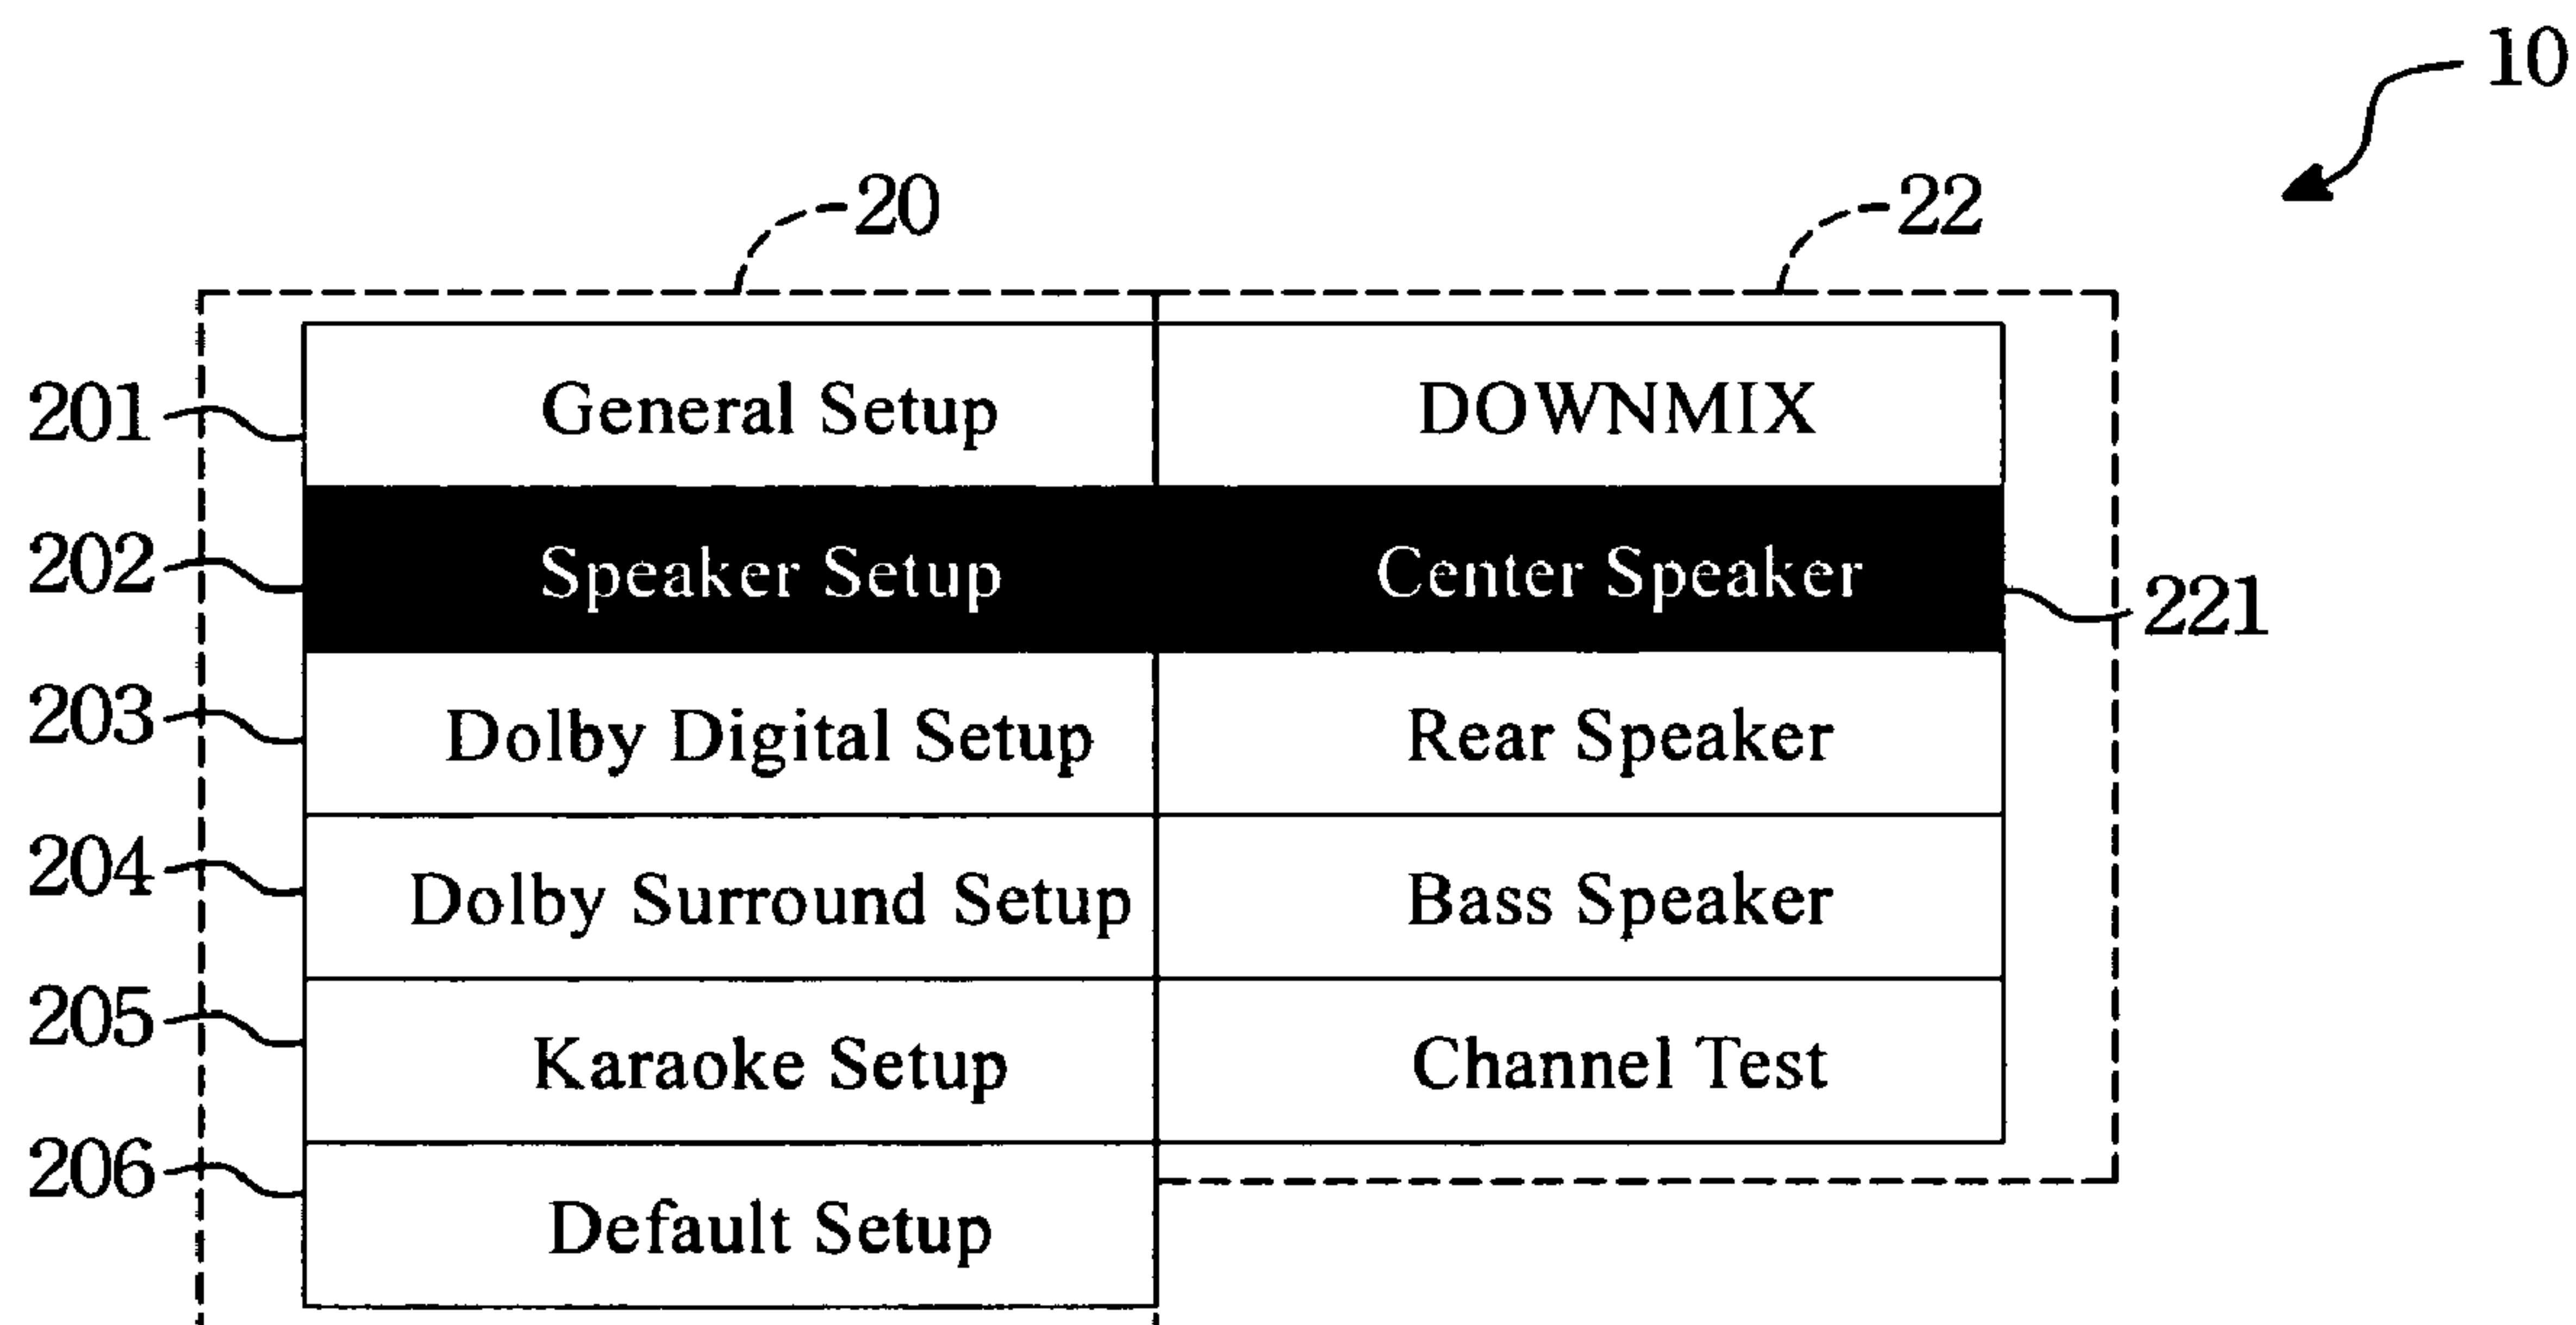 10
20
22
201
General Setup
DOWNMIX
202
Speaker Setup
Center Speaker
221
203
Dolby Digital Setup
Rear Speaker
204
Dolby Surround Setup
Bass Speaker
205
Karaoke Setup
Channel Test
206
Default Setup